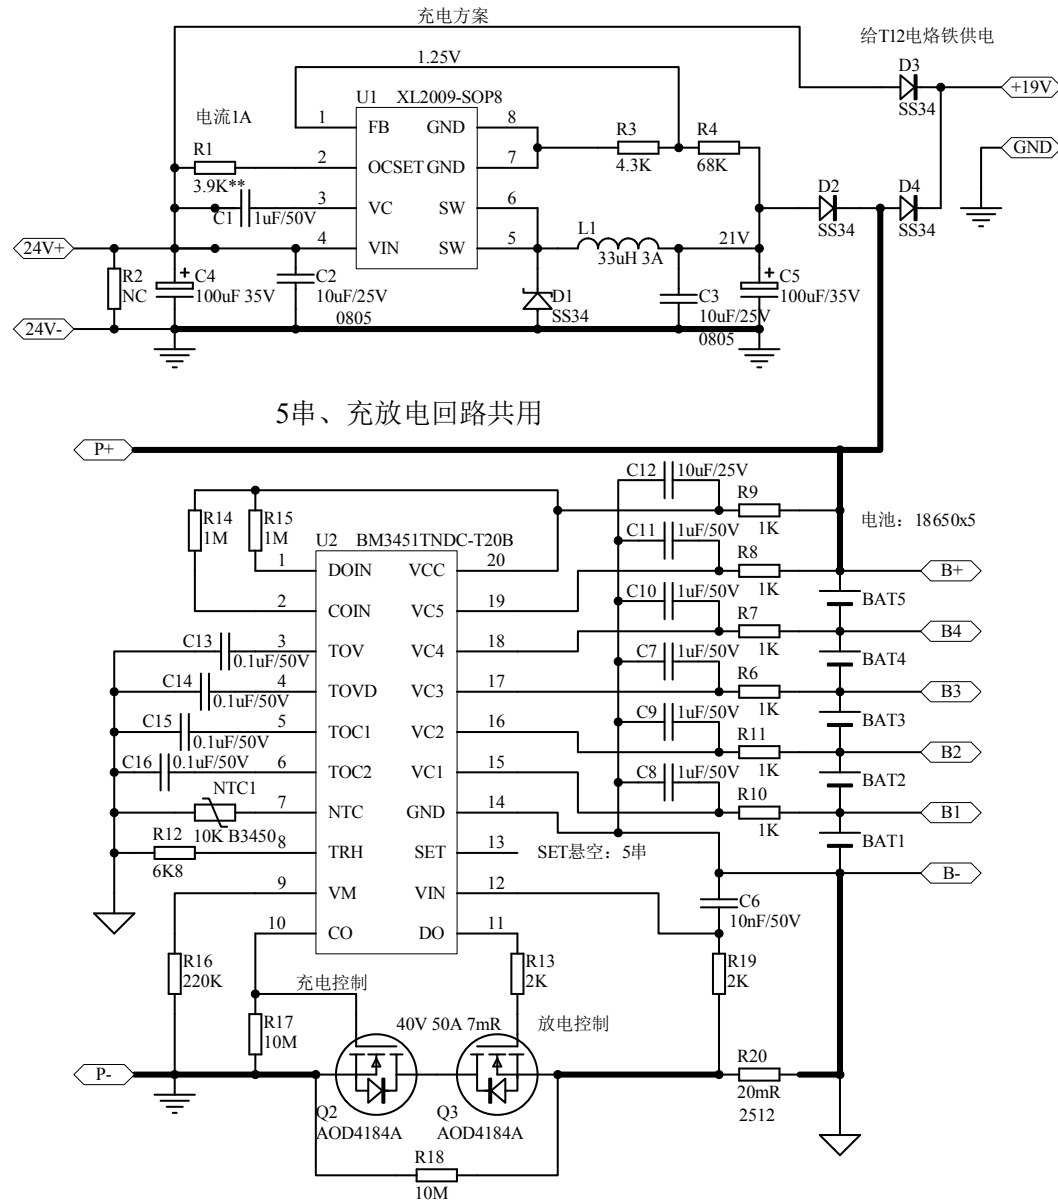 充电方案
给T12电烙铁供电
1.25V
D3
+19V
SS34
U1 XL2009-SOP8
电流1A
1 FB GND 8
R3 R4
GND
R1
2 OCSET GND 7
4.3K 68K
3.9K**
D2 D4
C1 1uF/50V
3 VC SW 6
SS34 SS34
24V+
4 VIN SW 5
L1
33uH 3A
21V
R2
NC
C4
100uF 35V
C2
10uF/25V
0805
D1
SS34
C3
10uF/25V
0805
C5
100uF/35V
24V-
5串、充放电回路共用
P+
C12 10uF/25V
R9
1K
电池：18650x5
R14
1M
R15
1M
C11 1uF/50V
R8
1K
U2 BM3451TNDC-T20B
1 DOIN VCC 20
B+
C10 1uF/50V
R7
1K
BAT5
2 COIN VC5 19
B4
C13
0.1uF/50V
3 TOV VC4 18
C7 1uF/50V
R6
1K
BAT4
C14
0.1uF/50V
4 TOVD VC3 17
B3
C9 1uF/50V
R11
1K
BAT3
C15
0.1uF/50V
5 TOC1 VC2 16
B2
C8 1uF/50V
R10
1K
BAT2
C16 0.1uF/50V
6 TOC2 VC1 15
B1
NTC1
10K B3450
7 NTC GND 14
BAT1
R12
6K8
8 TRH SET 13
SET悬空：5串
B-
9 VM VIN 12
C6
10nF/50V
10 CO DO 11
R16
220K
充电控制
R13
2K
R19
2K
R17
10M
40V 50A 7mR
放电控制
P-
R20
20mR
2512
Q2
AOD4184A
Q3
AOD4184A
R18
10M